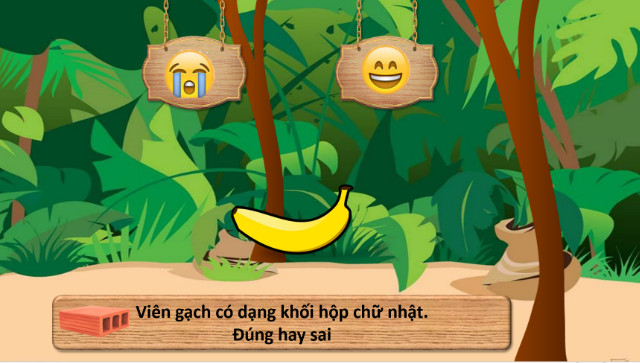 Viên gạch có dạng khối hộp chữ nhật.
Đúng hay sai